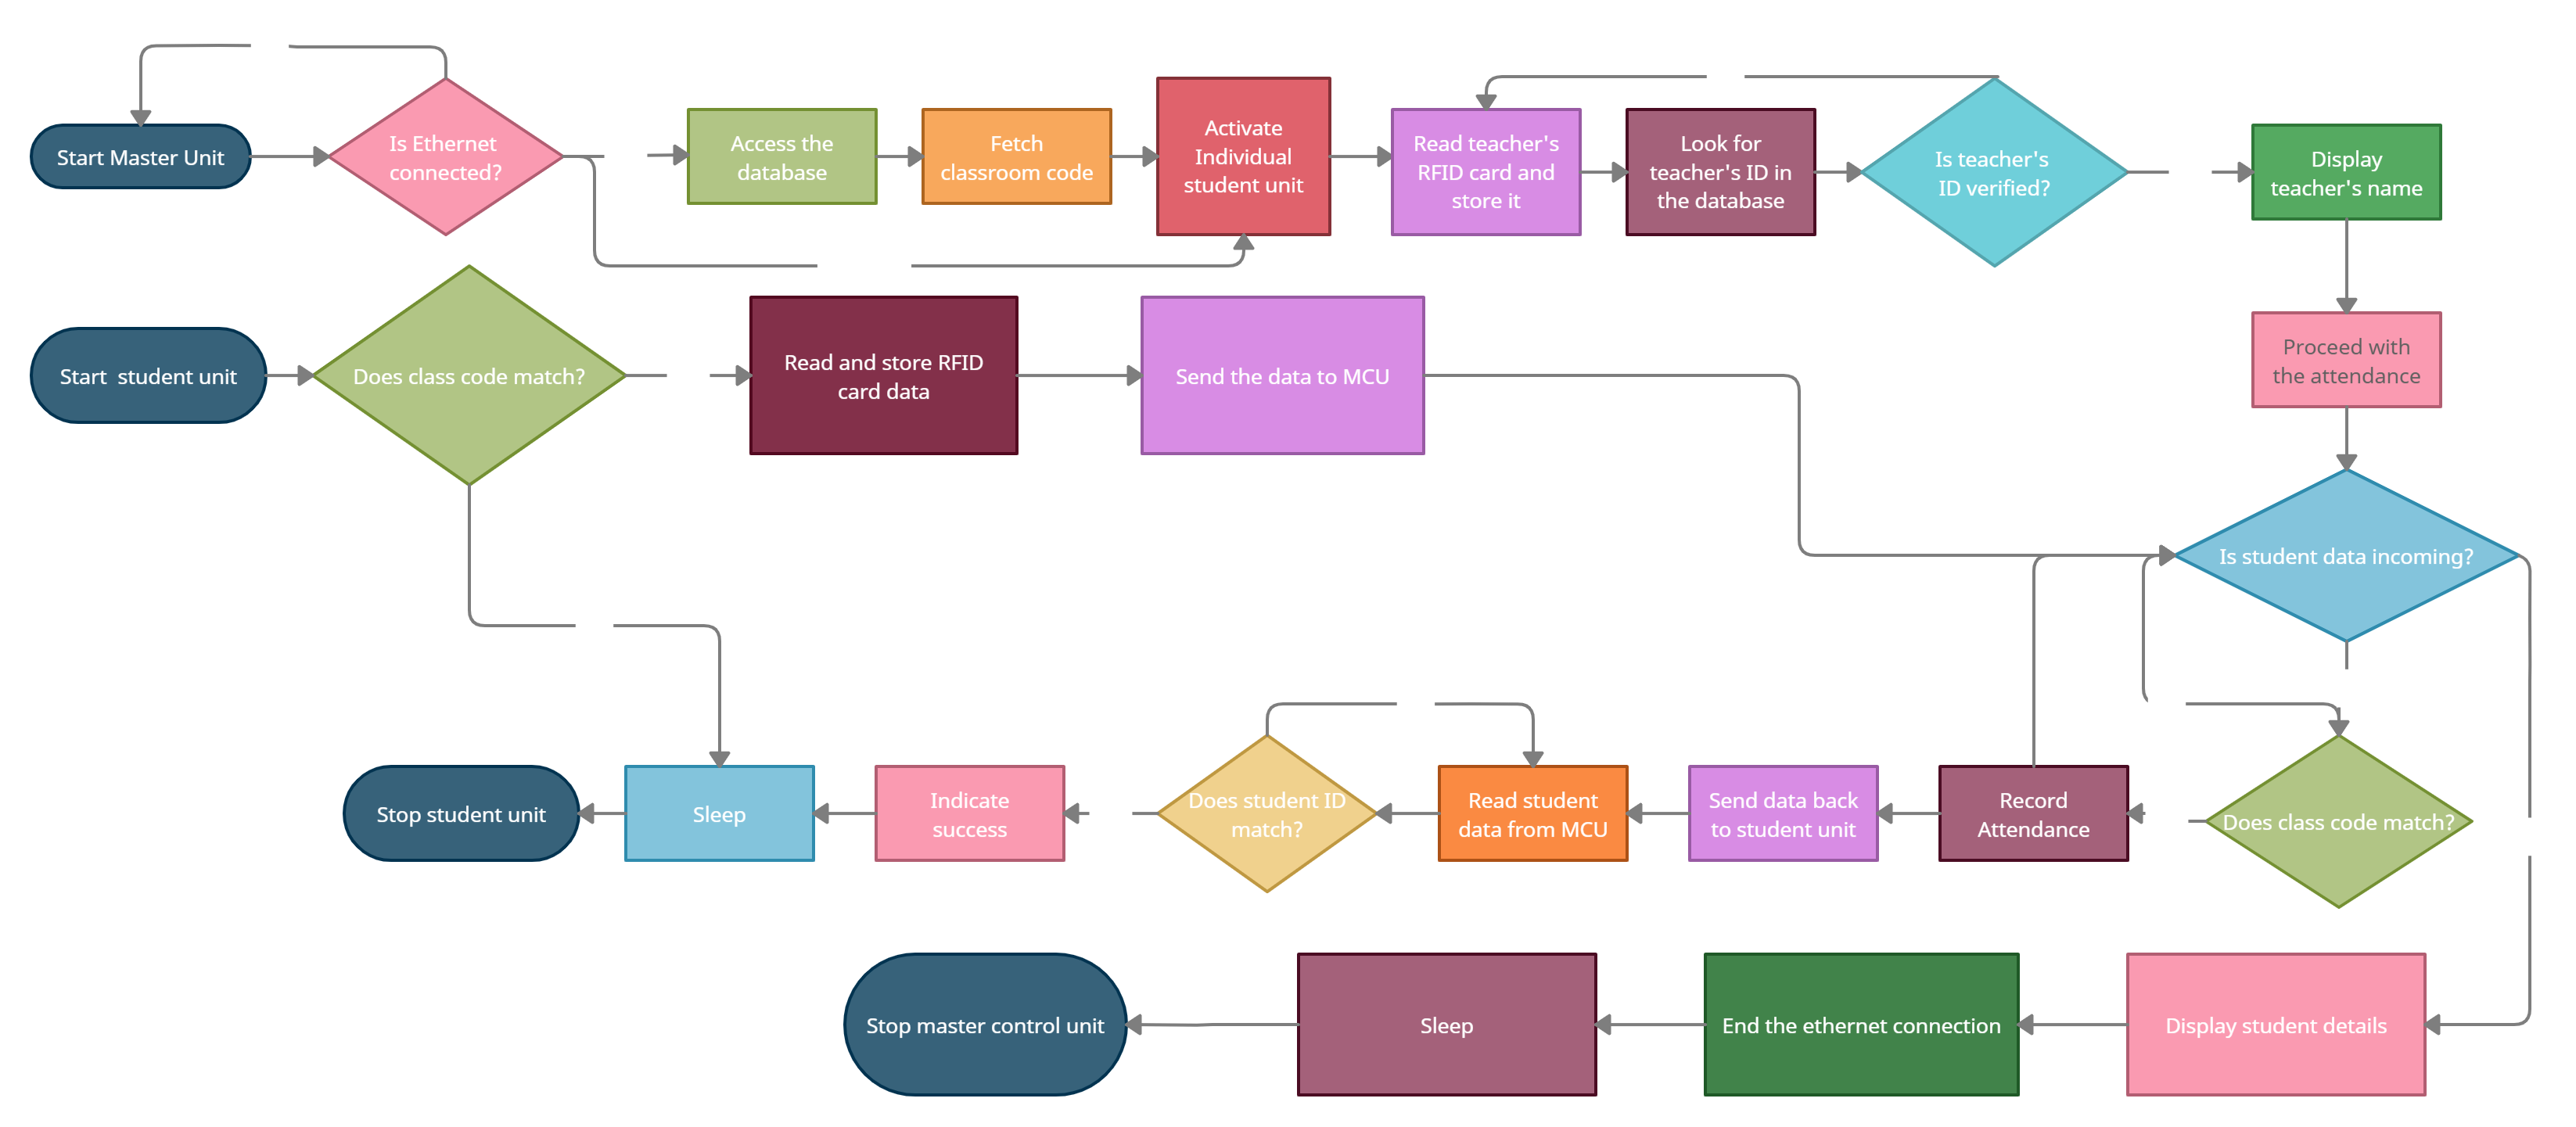 Start Master Unit
Is Ethernet
connected?
Access the
database
Fetch
classroom code
Activate
Individual
student unit
Read teacher's
RFID card and
store it
Look for
teacher's ID in
the database
Is teacher's
ID verified?
Display
teacher's name
Proceed with
the attendance
Start  student unit
Does class code match?
Read and store RFID
card data
Send the data to MCU
Is student data incoming?
Stop student unit
Sleep
Indicate
success
Does student ID
match?
Read student
data from MCU
Send data back
to student unit
Record
Attendance
Does class code match?
Stop master control unit
Sleep
End the ethernet connection
Display student details